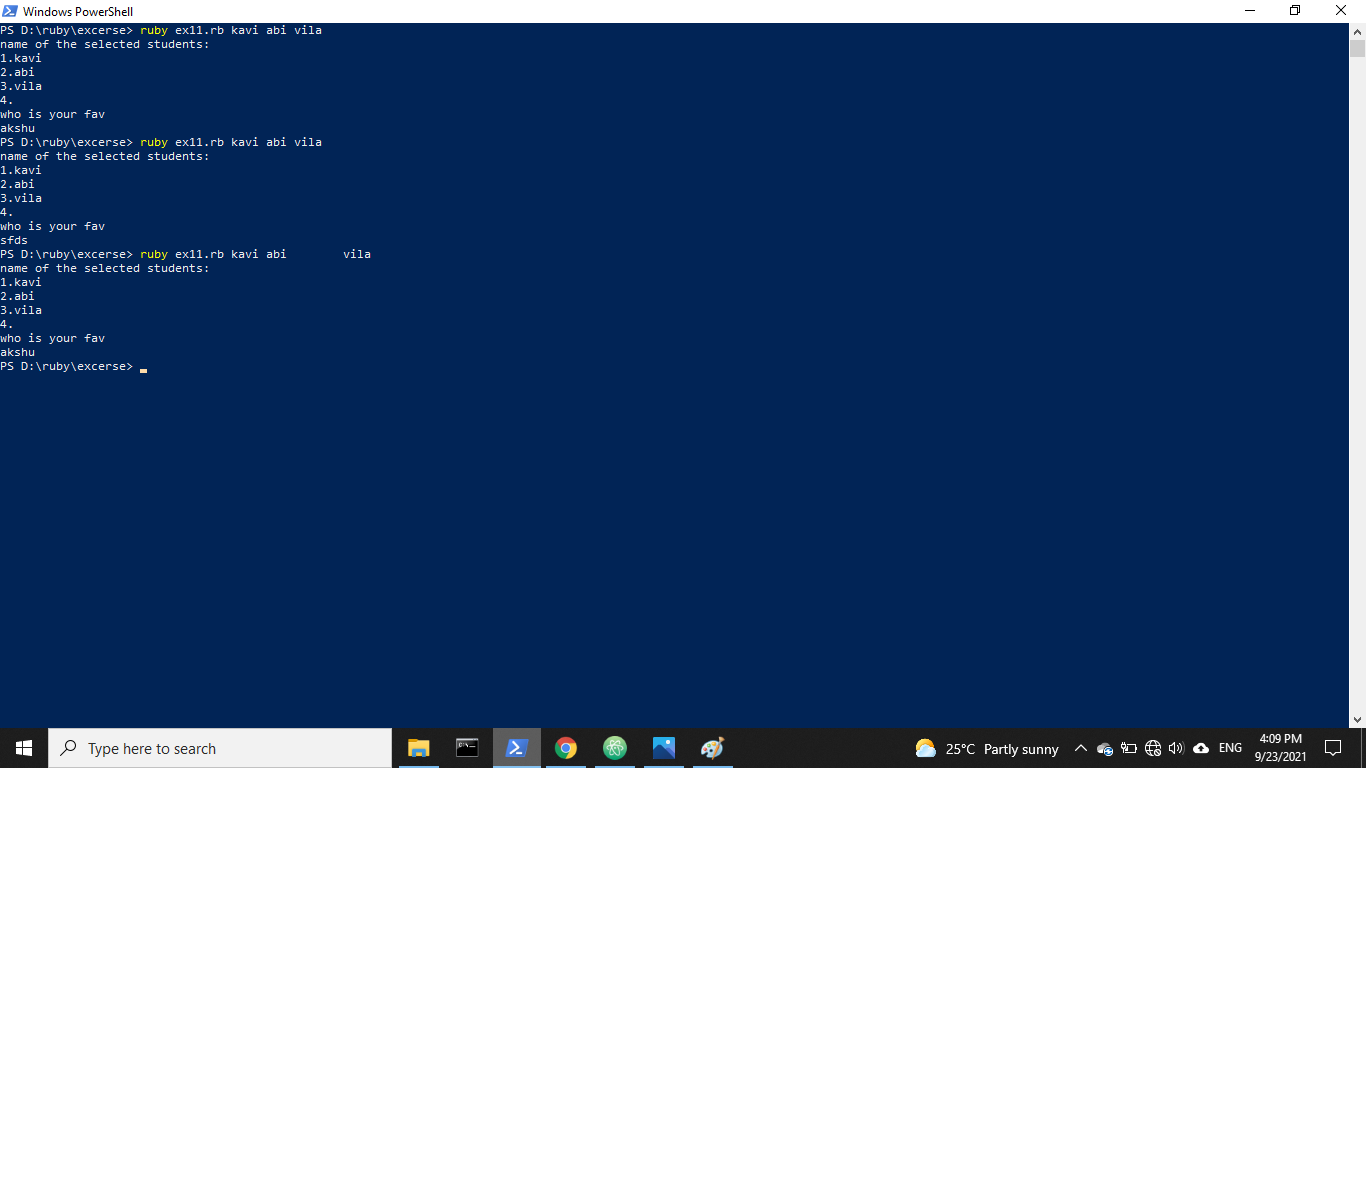 Windows PowerShell
PS D:\ruby\excerse> ruby ex11.rb kavi abi vila
name of the selected students:
1.kavi
2.abi
3.vila
4.
who is your fav
akshu
PS D:\ruby\excerse> ruby ex11.rb kavi abi vila
name of the selected students:
1.kavi
2.abi
3.vila
4.
who is your fav
sfds
PS D:\ruby\excerse> ruby ex11.rb kavi abi        vila
name of the selected students:
1.kavi
2.abi
3.vila
4.
who is your fav
akshu
PS D:\ruby\excerse>
Type here to search
25°C Partly sunny
ENG
4:09 PM
9/23/2021